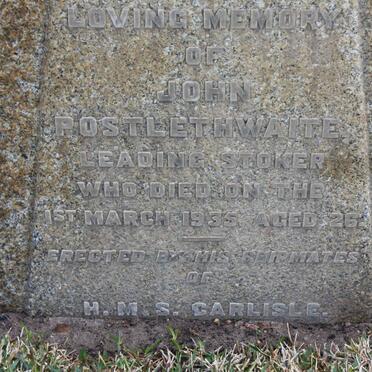 LOVING MEMORY
OF
JOHN
POSTLETHWAITE.
LEADING STOKER
WHO DIED ON THE
1ST MARCH 1935, AGED 26.
ERECTED BY HIS SHIPMATES
OF
H.M.S. CARLISLE.